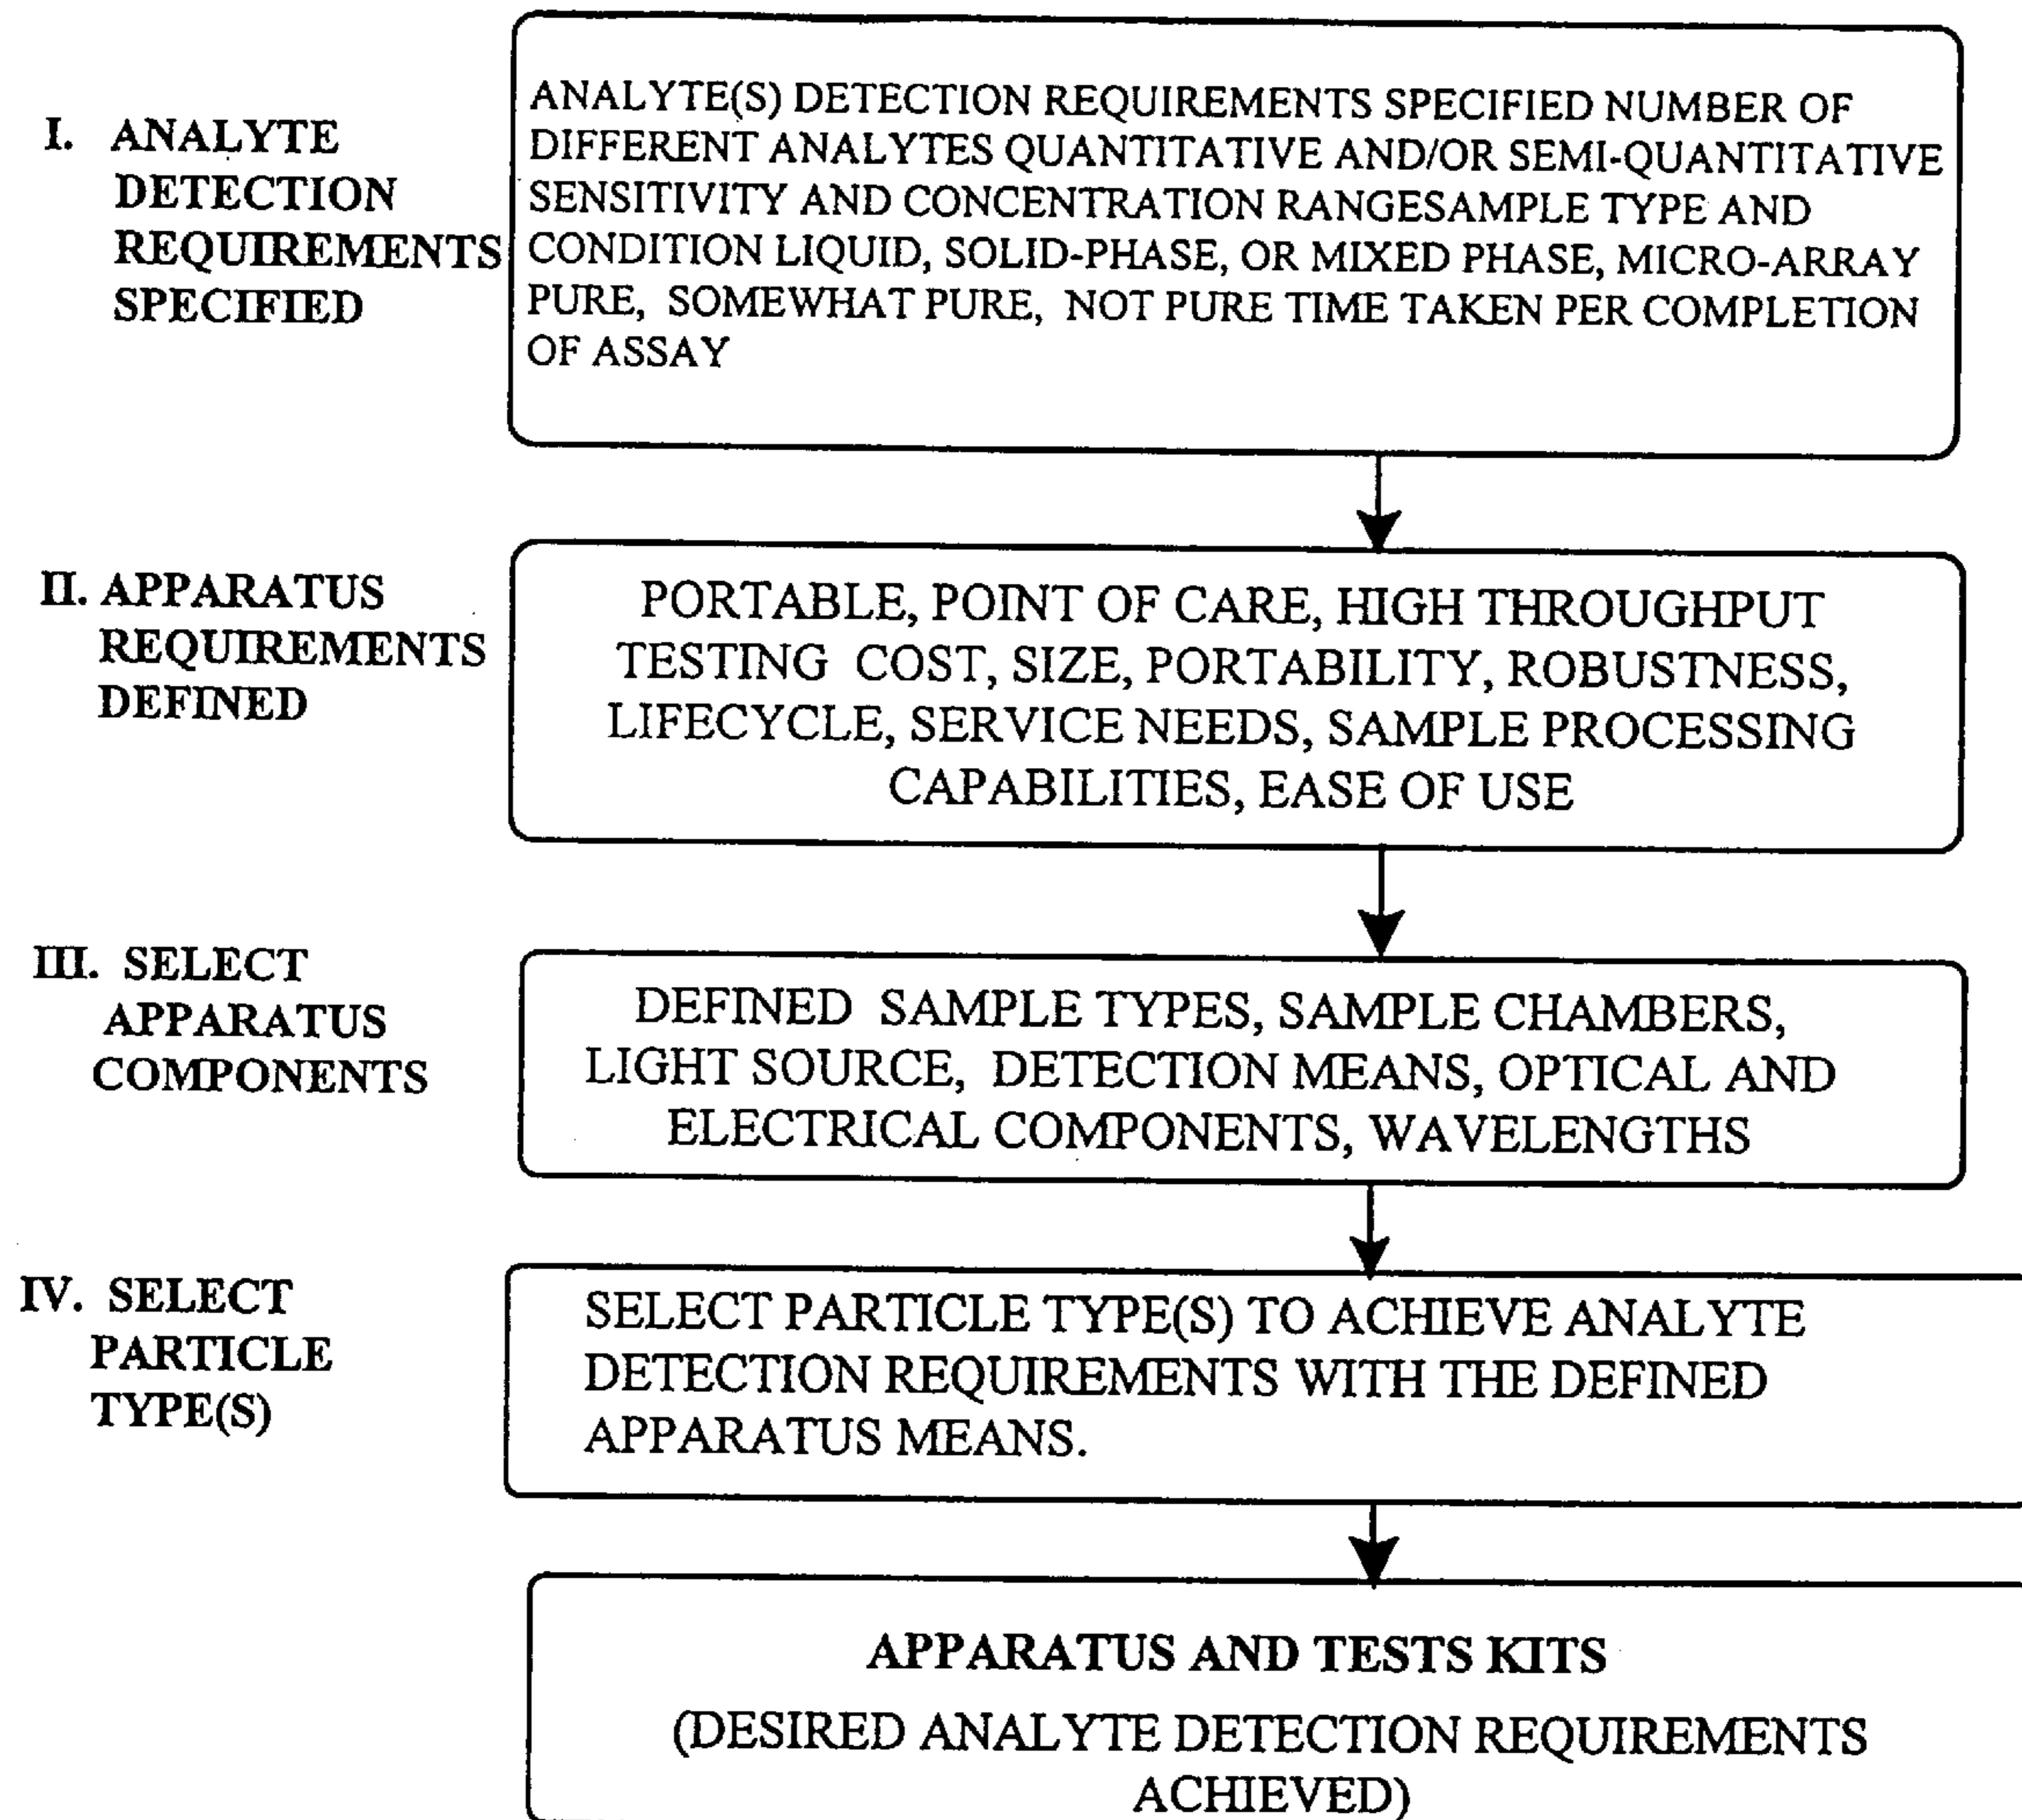 I. ANALYTE
DETECTION
REQUIREMENTS
SPECIFIED
ANALYTE(S) DETECTION REQUIREMENTS SPECIFIED NUMBER OF
DIFFERENT ANALYTES QUANTITATIVE AND/OR SEMI-QUANTITATIVE
SENSITIVITY AND CONCENTRATION RANGESAMPLE TYPE AND
CONDITION LIQUID, SOLID-PHASE, OR MIXED PHASE, MICRO-ARRAY
PURE, SOMEWHAT PURE, NOT PURE TIME TAKEN PER COMPLETION
OF ASSAY
II. APPARATUS
REQUIREMENTS
DEFINED
PORTABLE, POINT OF CARE, HIGH THROUGHPUT
TESTING COST, SIZE, PORTABILITY, ROBUSTNESS,
LIFECYCLE, SERVICE NEEDS, SAMPLE PROCESSING
CAPABILITIES, EASE OF USE
III. SELECT
APPARATUS
COMPONENTS
DEFINED SAMPLE TYPES, SAMPLE CHAMBERS,
LIGHT SOURCE, DETECTION MEANS, OPTICAL AND
ELECTRICAL COMPONENTS, WAVELENGTHS
IV. SELECT
PARTICLE
TYPE(S)
SELECT PARTICLE TYPE(S) TO ACHIEVE ANALYTE
DETECTION REQUIREMENTS WITH THE DEFINED
APPARATUS MEANS.
APPARATUS AND TESTS KITS
(DESIRED ANALYTE DETECTION REQUIREMENTS
ACHIEVED)